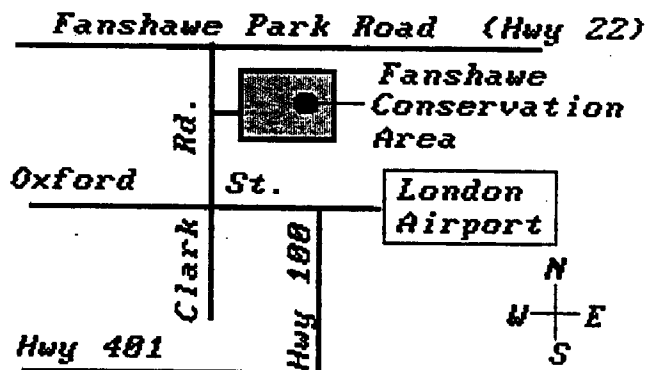 Fanshawe Park Road (Hwy 22)
Fanshawe
Conservation
Area
Rd.
Oxford St.
London
Airport
Clark
Hwy 100
N
W E
S
Hwy 401